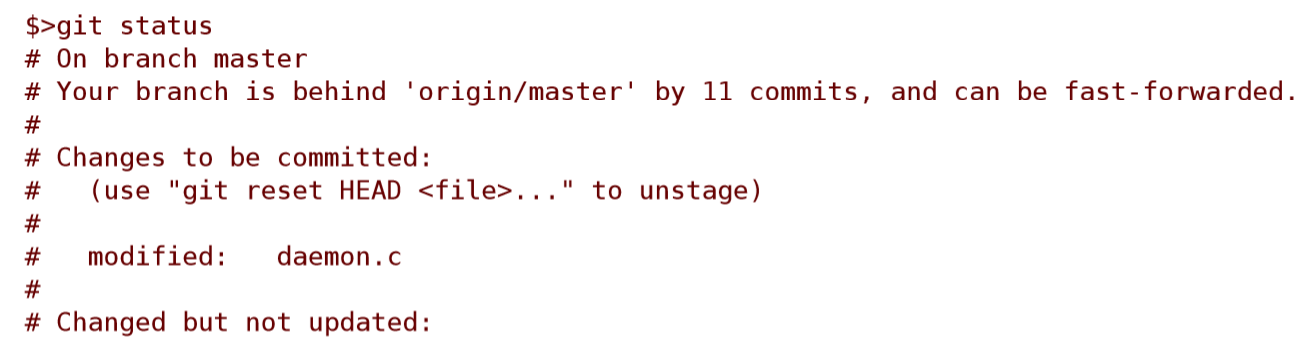 $>git status
# On branch master
# Your branch is behind 'origin/master' by 11 commits, and can be fast-forwarded.
#
# Changes to be committed:
#   (use "git reset HEAD <file>..." to unstage)
#
#   modified:   daemon.c
#
# Changed but not updated: